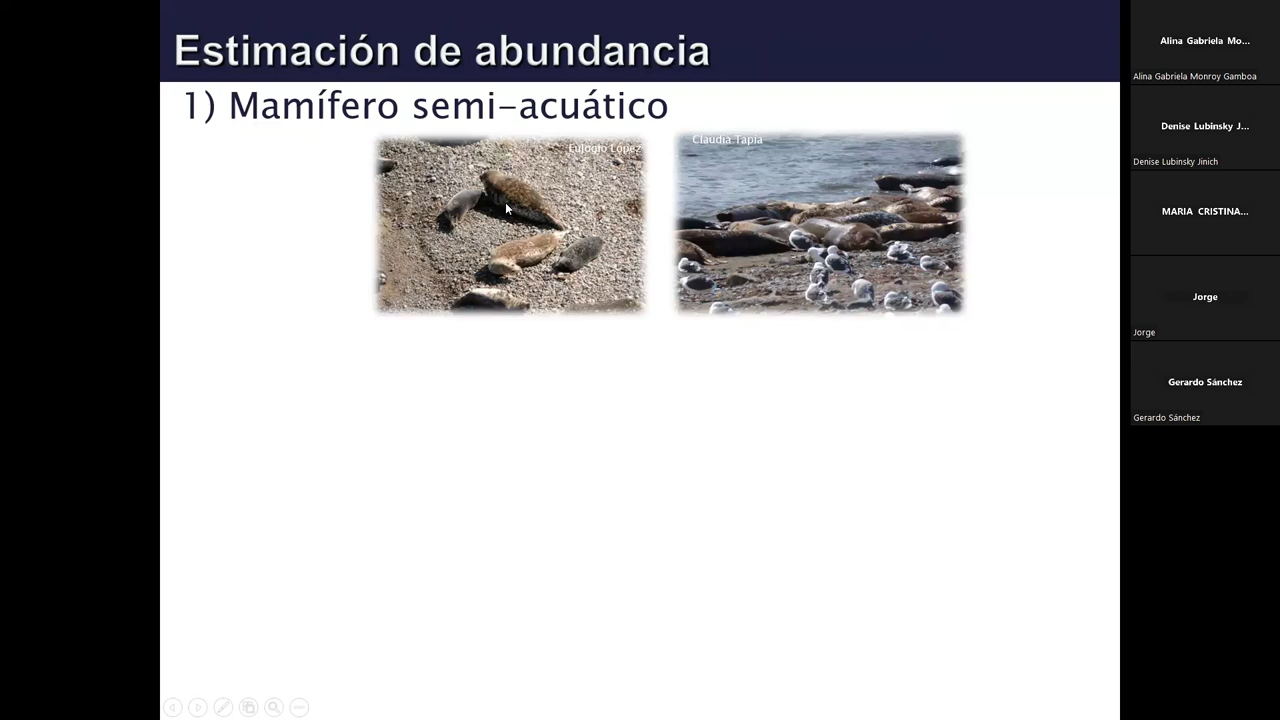 Estimación de abundancia
1) Mamífero semi-acuático
Eulogio López
Claudia Tapia
Alina Gabriela Mo...
Alina Gabriela Monroy Gamboa
Denise Lubinsky J...
Denise Lubinsky Jinich
MARIA CRISTINA...
Jorge
Jorge
Gerardo Sánchez
Gerardo Sánchez